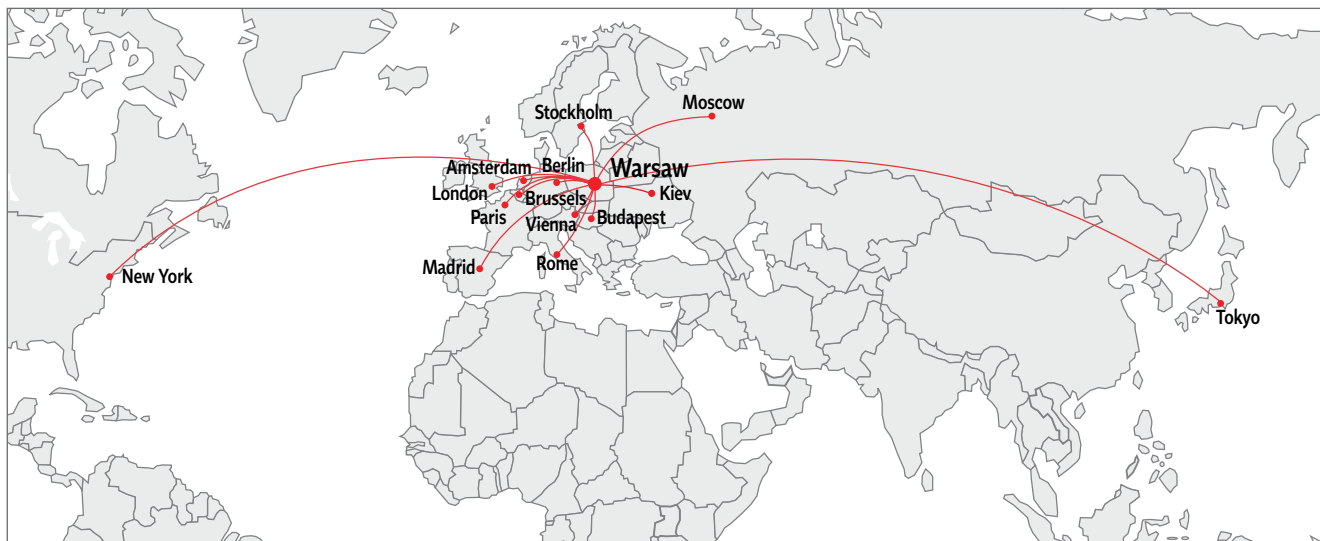 Stockholm
Moscow
Amsterdam
Berlin
Warsaw
London
Brussels
Kiev
Paris
Vienna
Budapest
Madrid
Rome
New York
Tokyo